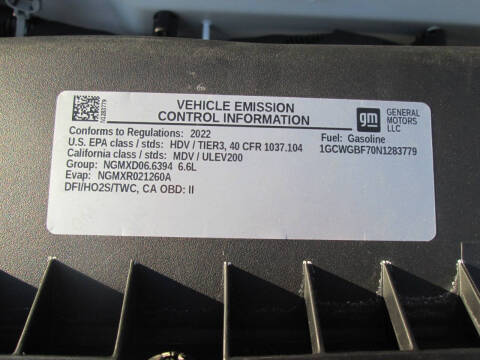 VEHICLE EMISSION
CONTROL INFORMATION
gm GENERAL
MOTORS
LLC
N1283779
Conforms to Regulations: 2022
U.S. EPA class / stds: HDV / TIER3, 40 CFR 1037.104
California class / stds: MDV / ULEV200
Group: NGMXD06.6394 6.6L
Evap: NGMXR021260A
DFI/HO2S/TWC, CA OBD: II
Fuel: Gasoline
1GCWGBF70N1283779